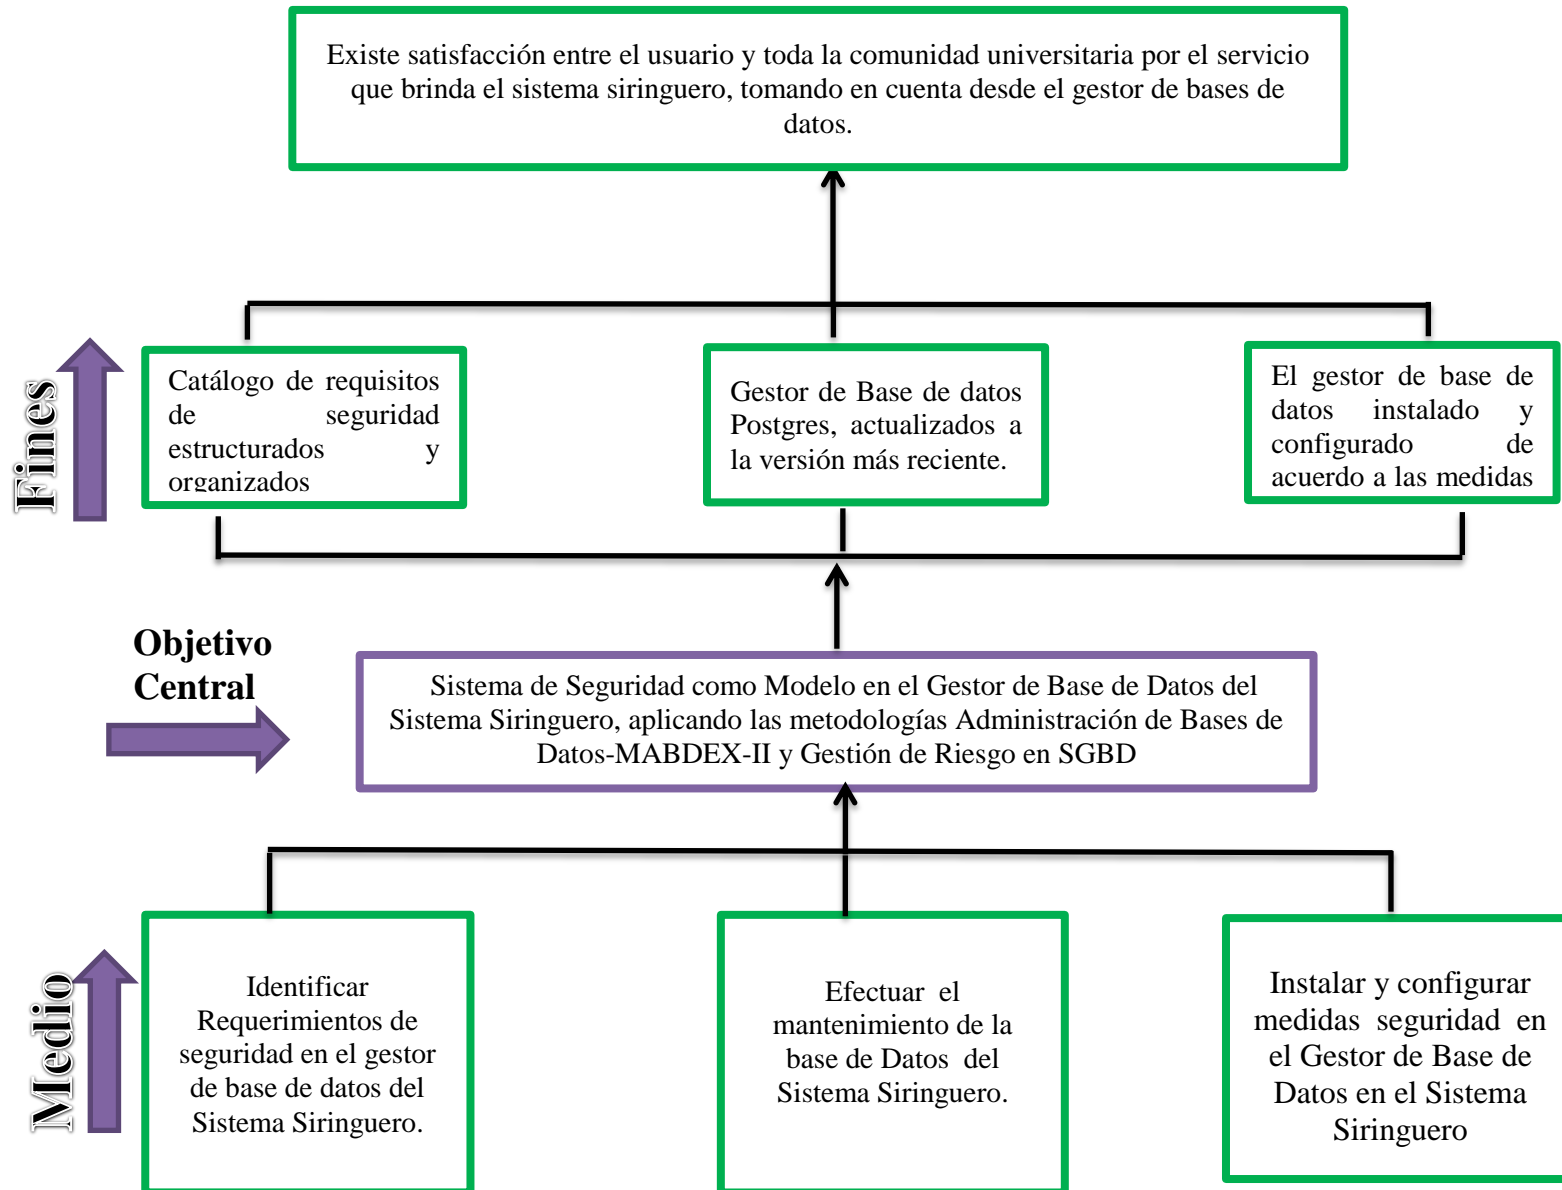 Existe satisfacción entre el usuario y toda la comunidad universitaria por el servicio
que brinda el sistema siringuero, tomando en cuenta desde el gestor de bases de
datos.
Fines
Catálogo de requisitos
de seguridad
estructurados y
organizados
Gestor de Base de datos
Postgres, actualizados a
la versión más reciente.
El gestor de base de
datos instalado y
configurado de
acuerdo a las medidas
Objetivo
Central
Sistema de Seguridad como Modelo en el Gestor de Base de Datos del
Sistema Siringuero, aplicando las metodologías Administración de Bases de
Datos-MABDEX-II y Gestión de Riesgo en SGBD
Medio
Identificar
Requerimientos de
seguridad en el gestor
de base de datos del
Sistema Siringuero.
Efectuar el
mantenimiento de la
base de Datos del
Sistema Siringuero.
Instalar y configurar
medidas seguridad en
el Gestor de Base de
Datos en el Sistema
Siringuero